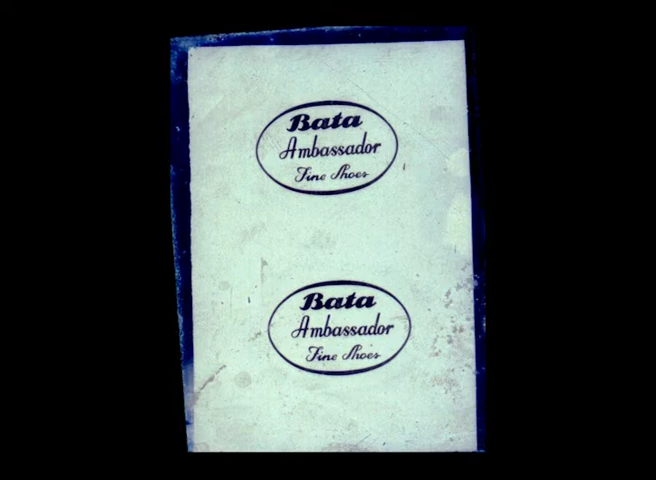 Bata
Ambassador
Fine Shoes
Bata
Ambassador
Fine Shoes